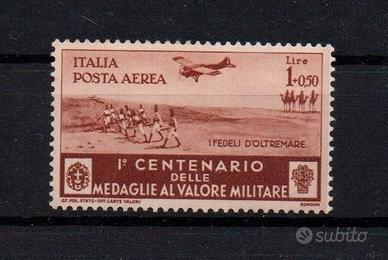 ITALIA
POSTA AEREA
Lire
1+0,50
I FEDELI D'OLTREMARE
I° CENTENARIO
DELLE
MEDAGLIE AL VALORE MILITARE
IST. POL. STATO-OFF. CARTE VALORI
RONDINI
subito